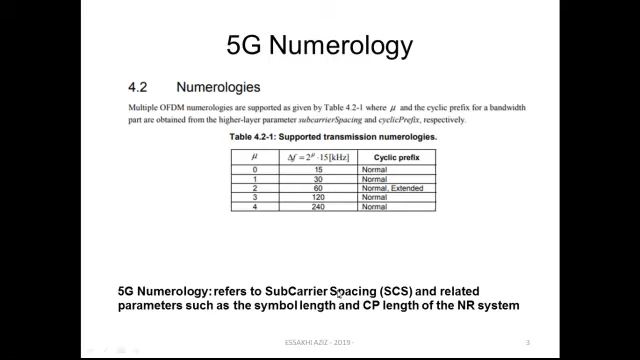 5G Numerology
4.2 Numerologies
Multiple OFDM numerologies are supported as given by Table 4.2-1 where μ and the cyclic prefix for a bandwidth
part are obtained from the higher-layer parameter subcarrierSpacing and cyclicPrefix, respectively.
Table 4.2-1: Supported transmission numerologies.
μ Δf = 2^μ · 15 [kHz] Cyclic prefix
0 15 Normal
1 30 Normal
2 60 Normal, Extended
3 120 Normal
4 240 Normal
5G Numerology: refers to SubCarrier Spacing (SCS) and related
parameters such as the symbol length and CP length of the NR system
ESSAKHI AZIZ - 2019 - 3